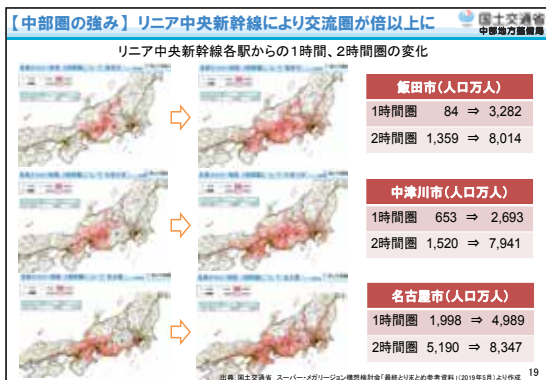 【中部圏の強み】リニア中央新幹線により交流圏が倍以上に
国土交通省
中部地方整備局
リニア中央新幹線各駅からの1時間、2時間圏の変化
飯田市(人口万人)
1時間圏 84 ⇒ 3,282
2時間圏 1,359 ⇒ 8,014
中津川市(人口万人)
1時間圏 653 ⇒ 2,693
2時間圏 1,520 ⇒ 7,941
名古屋市(人口万人)
1時間圏 1,998 ⇒ 4,989
2時間圏 5,190 ⇒ 8,347
出典 国土交通省 スーパー・メガリージョン構想検討会「最終とりまとめ参考資料」(2019年5月)より作成
19